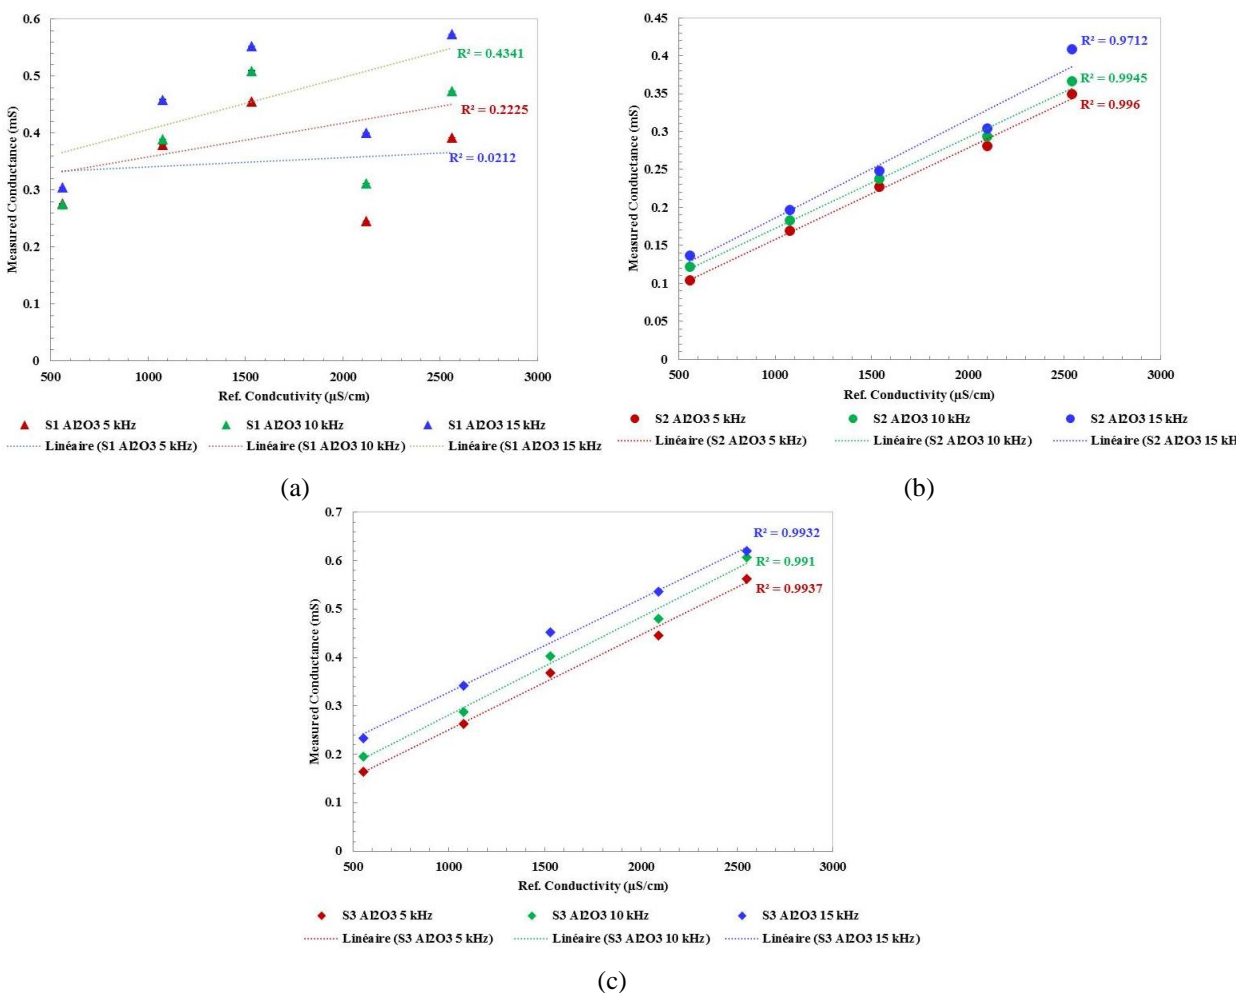 0.6
0.5
0.4
0.3
0.2
0.1
0
Measured Conductance (mS)
R² = 0.4341
R² = 0.2225
R² = 0.0212
500 1000 1500 2000 2500 3000
Ref. Condcutivity (µS/cm)
S1 Al2O3 5 kHz S1 Al2O3 10 kHz S1 Al2O3 15 kHz
Linéaire (S1 Al2O3 5 kHz) Linéaire (S1 Al2O3 10 kHz) Linéaire (S1 Al2O3 15 kHz
(a)
0.45
0.4
0.35
0.3
0.25
0.2
0.15
0.1
0.05
0
Measured Conductance (mS)
R² = 0.9712
R² = 0.9945
R² = 0.996
500 1000 1500 2000 2500 3000
Ref. Conductivity (µS/cm)
S2 Al2O3 5 kHz S2 Al2O3 10 kHz S2 Al2O3 15 kHz
Linéaire (S2 Al2O3 5 kHz) Linéaire (S2 Al2O3 10 kHz) Linéaire (S2 Al2O3 15 kH
(b)
0.7
0.6
0.5
0.4
0.3
0.2
0.1
0
Measured Conductance (mS)
R² = 0.9932
R² = 0.991
R² = 0.9937
500 1000 1500 2000 2500 3000
Ref. Conductivity (µS/cm)
S3 Al2O3 5 kHz S3 Al2O3 10 kHz S3 Al2O3 15 kHz
Linéaire (S3 Al2O3 5 kHz) Linéaire (S3 Al2O3 10 kHz) Linéaire (S3 Al2O3 15 kHz)
(c)